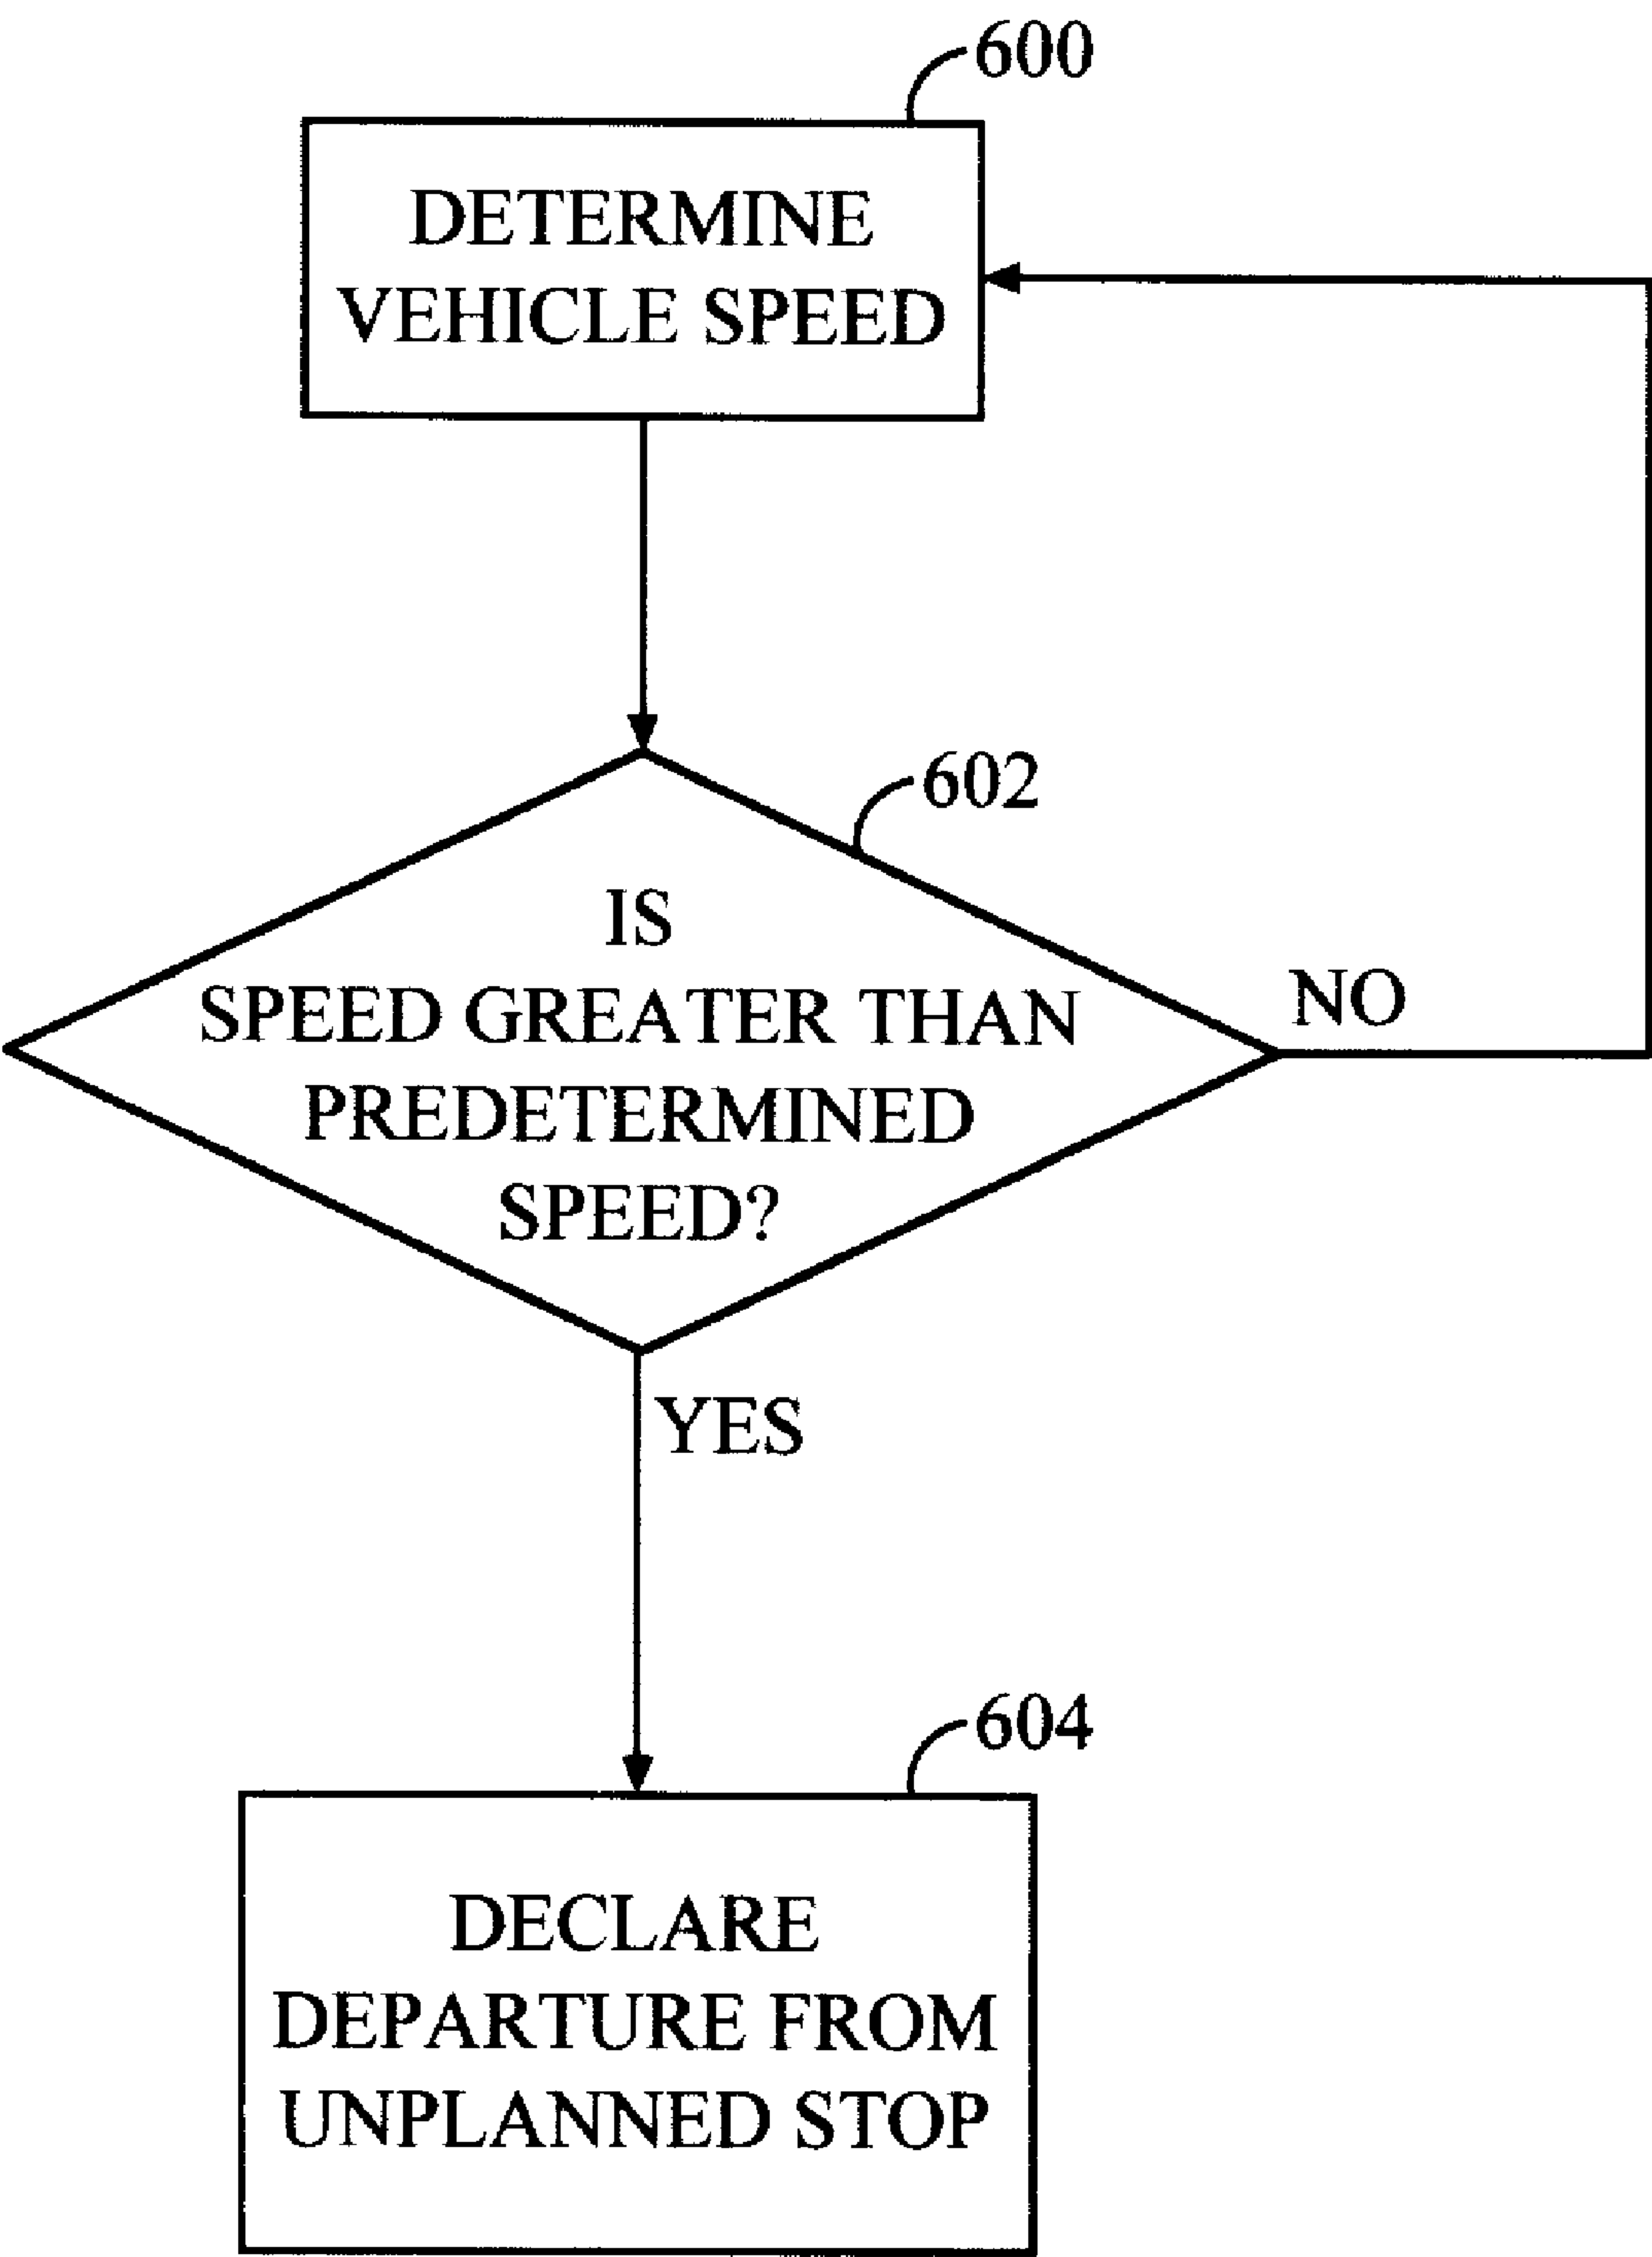 600
DETERMINE
VEHICLE SPEED
602
IS
SPEED GREATER THAN
PREDETERMINED
SPEED?
NO
YES
604
DECLARE
DEPARTURE FROM
UNPLANNED STOP